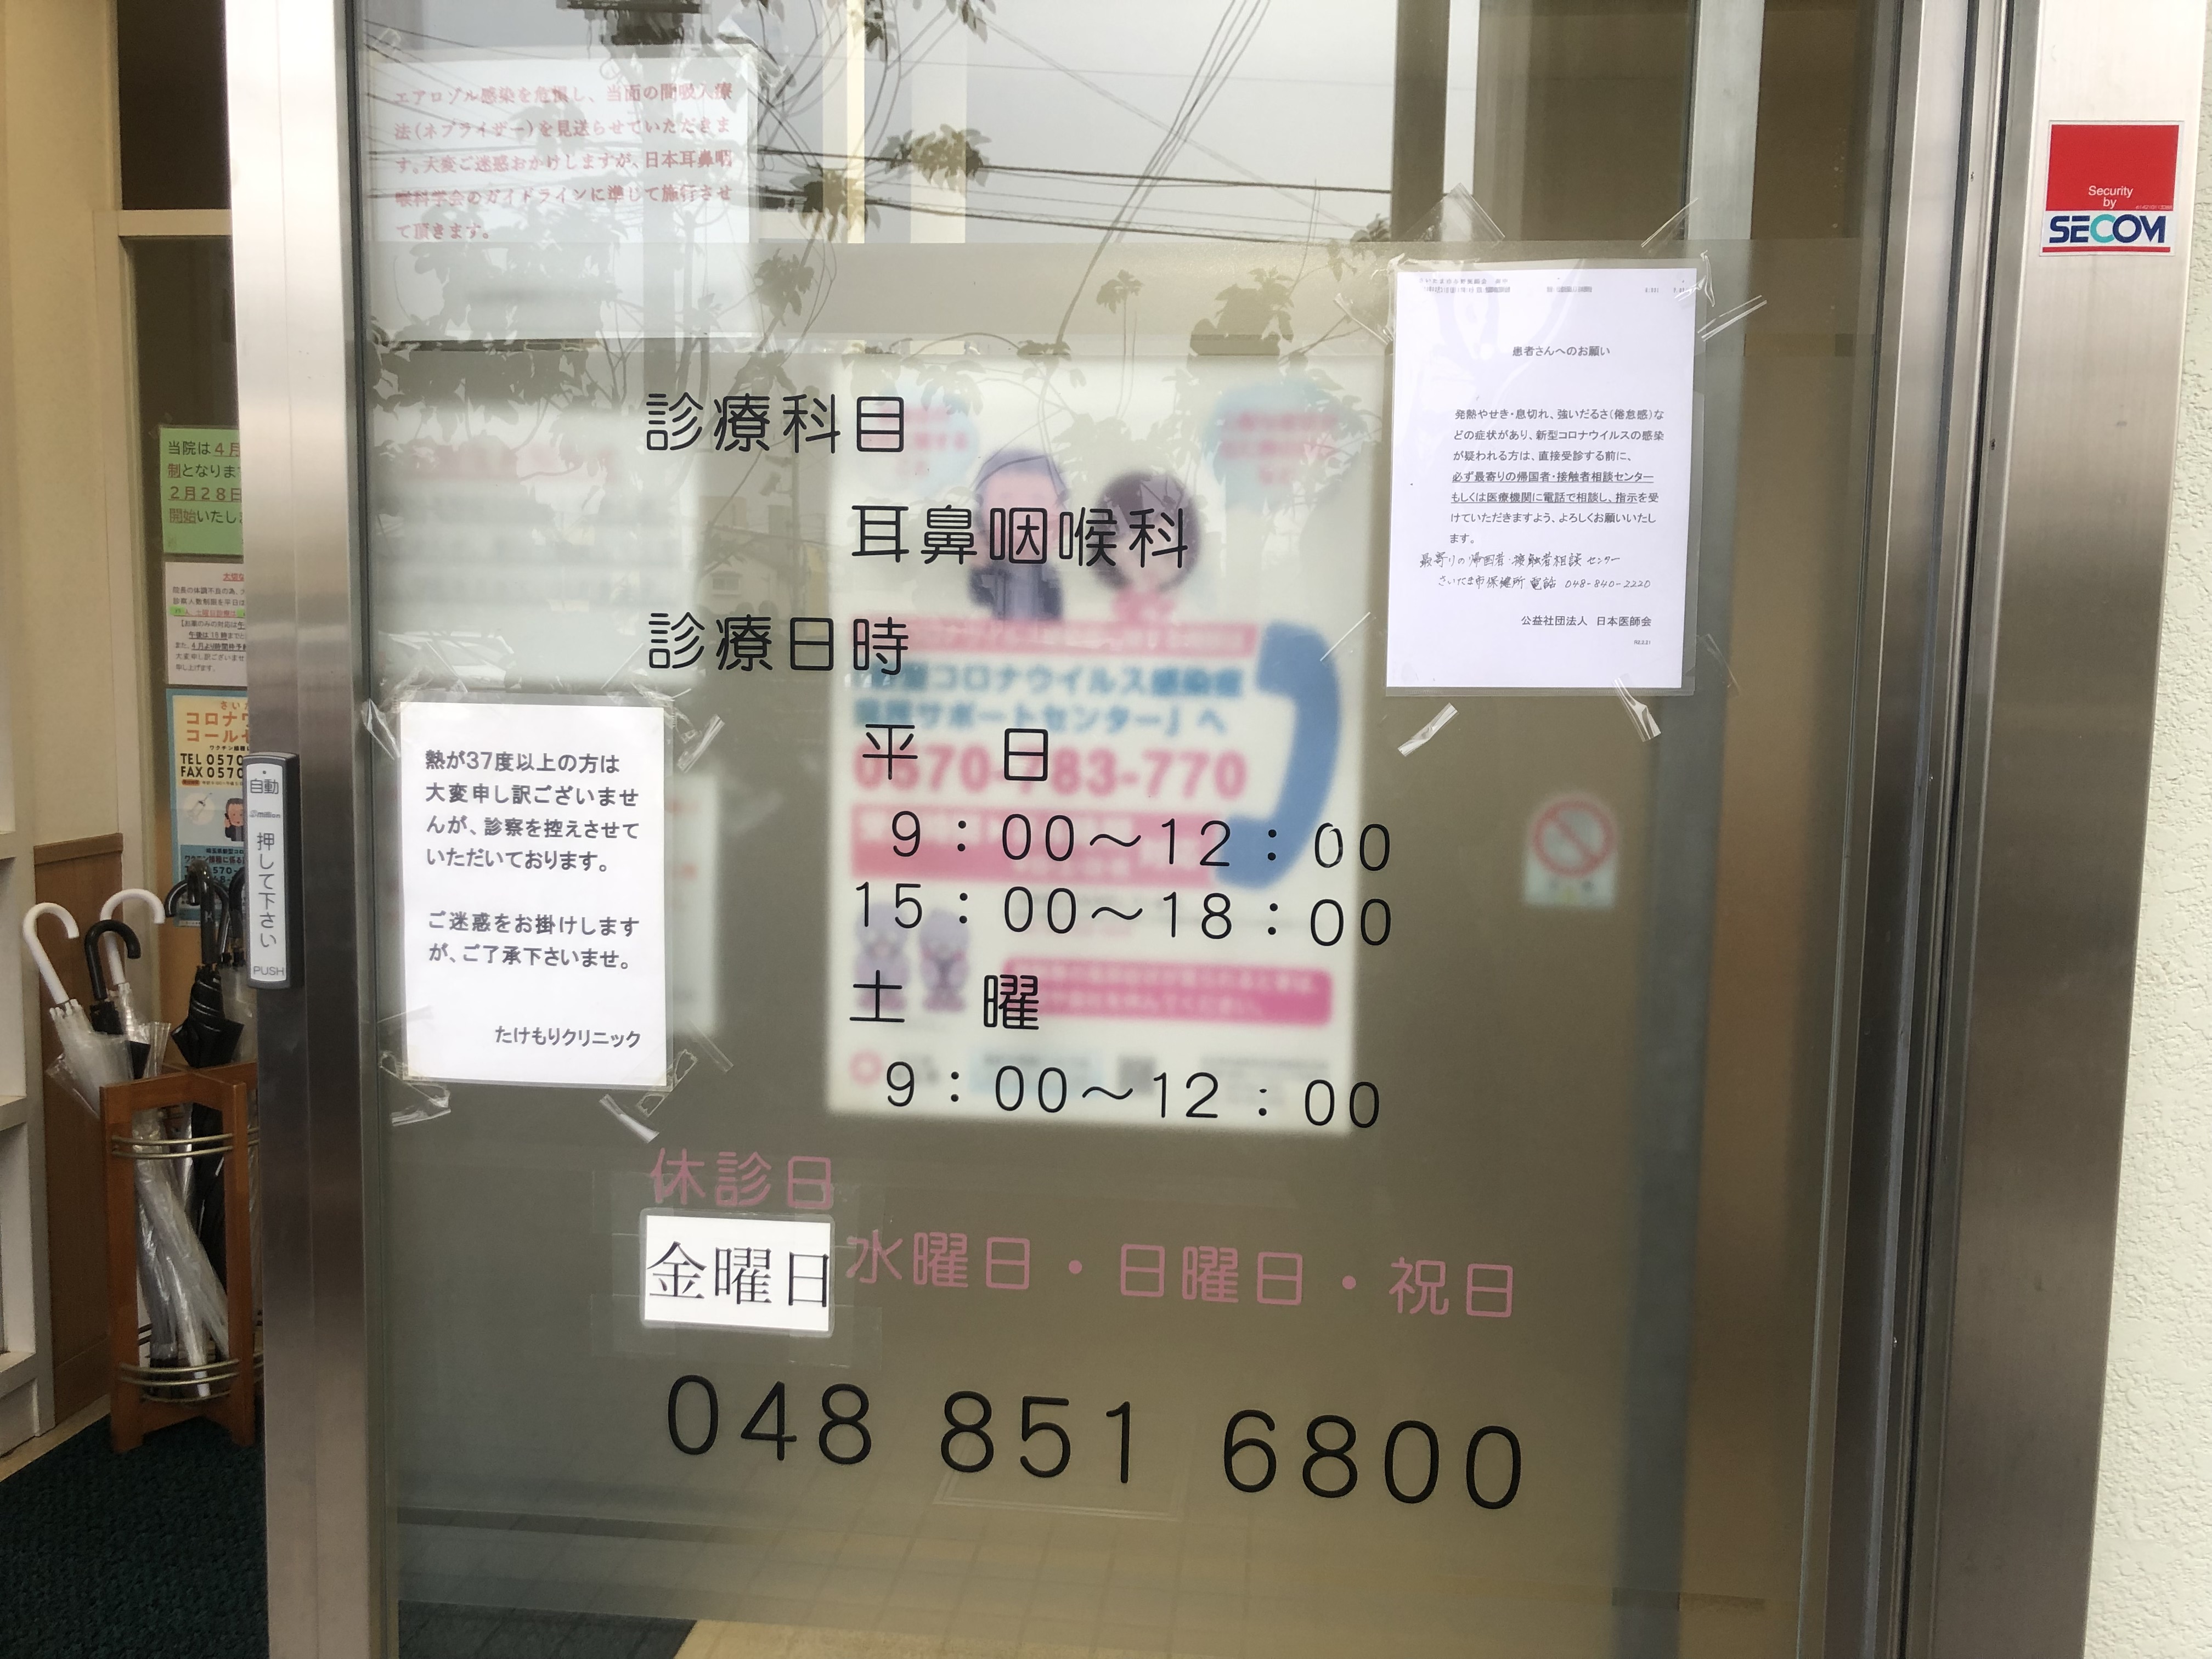 エアロゾル感染を危惧し、当面の間吸入療
法(ネブライザー)を見送らせていただきま
す。大変ご迷惑おかけしますが、日本耳鼻咽
喉科学会のガイドラインに準じて施行させ
て頂きます。
Security
by
SECOM
患者さんへのお願い
発熱やせき・息切れ、強いだるさ(倦怠感)な
どの症状があり、新型コロナウイルスの感染
が疑われる方は、直接受診する前に、
必ず最寄りの帰国者・接触者相談センター
もしくは医療機関に電話で相談し、指示を受
けていただきますよう、よろしくお願いいたし
ます。
最寄りの帰国者・接触者相談センター
さいたま市保健所 電話 048-840-2220
公益社団法人 日本医師会
診療科目
耳鼻咽喉科
診療日時
平 日
9:00～12:00
15:00～18:00
土 曜
9:00～12:00
休診日
金曜日
水曜日・日曜日・祝日
048 851 6800
熱が37度以上の方は
大変申し訳ございませ
んが、診察を控えさせて
いただいております。
ご迷惑をお掛けします
が、ご了承下さいませ。
たけもりクリニック
コロナウイルス感染症
サポートセンター」へ
0570-783-770
自動
押して下さい
PUSH
当院は4月
制となりま
2月28日
開始いたし
コロナワ
コールセ
TEL 0570
FAX 0570